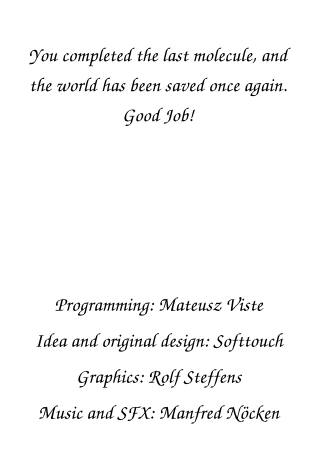 You completed the last molecule, and
the world has been saved once again.
Good Job!
Programming: Mateusz Viste
Idea and original design: Softtouch
Graphics: Rolf Steffens
Music and SFX: Manfred Nöcken